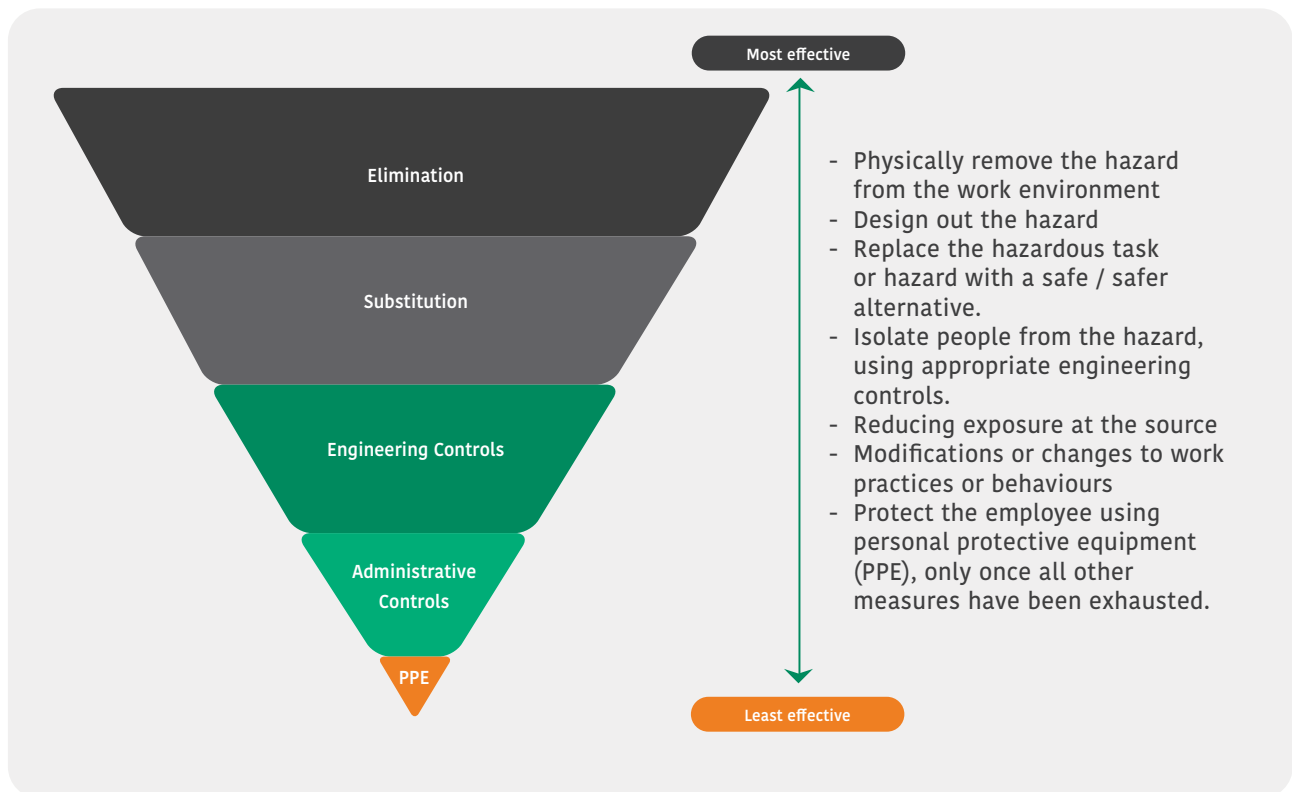 Most effective
Elimination
Substitution
Engineering Controls
Administrative
Controls
PPE
- Physically remove the hazard
from the work environment
- Design out the hazard
- Replace the hazardous task
or hazard with a safe / safer
alternative.
- Isolate people from the hazard,
using appropriate engineering
controls.
- Reducing exposure at the source
- Modifications or changes to work
practices or behaviours
- Protect the employee using
personal protective equipment
(PPE), only once all other
measures have been exhausted.
Least effective